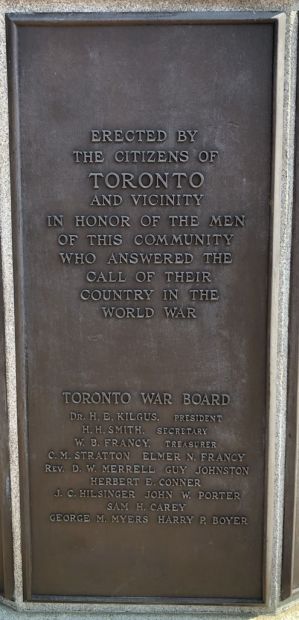 ERECTED BY
THE CITIZENS OF
TORONTO
AND VICINITY
IN HONOR OF THE MEN
OF THIS COMMUNITY
WHO ANSWERED THE
CALL OF THEIR
COUNTRY IN THE
WORLD WAR
TORONTO WAR BOARD
DR. H. E. KILGUS. PRESIDENT
H. H. SMITH. SECRETARY
W. B. FRANCY. TREASURER
C. M. STRATTON ELMER N. FRANCY
REV. D. W. MERRELL GUY JOHNSTON
HERBERT E. CONNER
J. C. HILSINGER JOHN W. PORTER
SAM H. CAREY
GEORGE M. MYERS HARRY P. BOYER